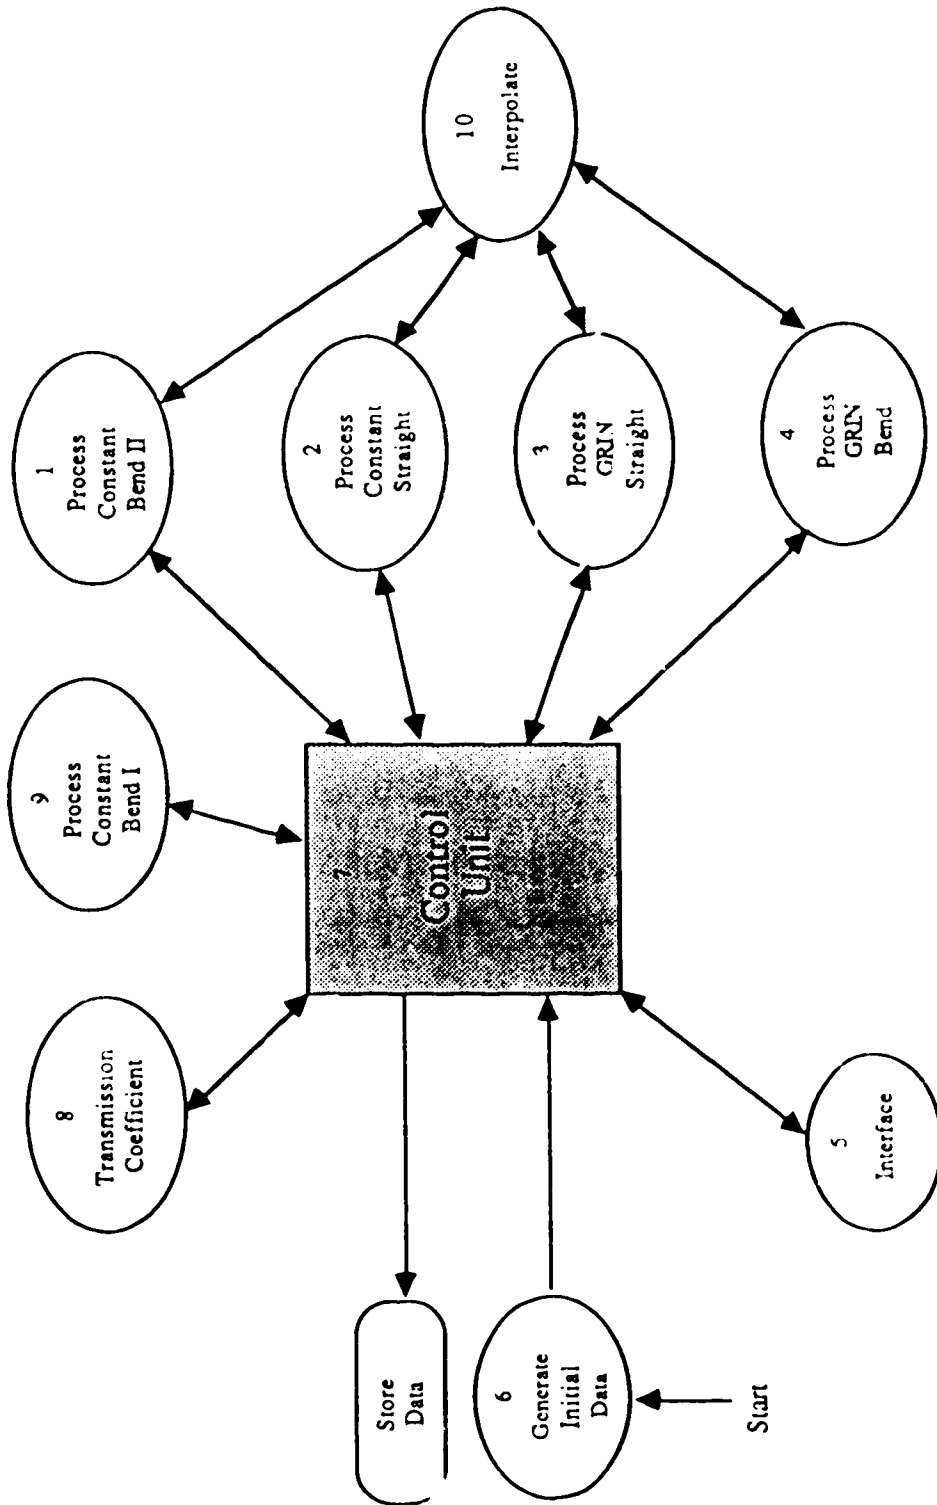 8
Transmission
Coefficient
9
Process
Constant
Bend I
1
Process
Constant
Bend II
Store
Data
7
Control
Unit
2
Process
Constant
Straight
10
Interpolate
6
Generate
Initial
Data
3
Process
GRIN
Straight
Start
5
Interface
4
Process
GRIN
Bend